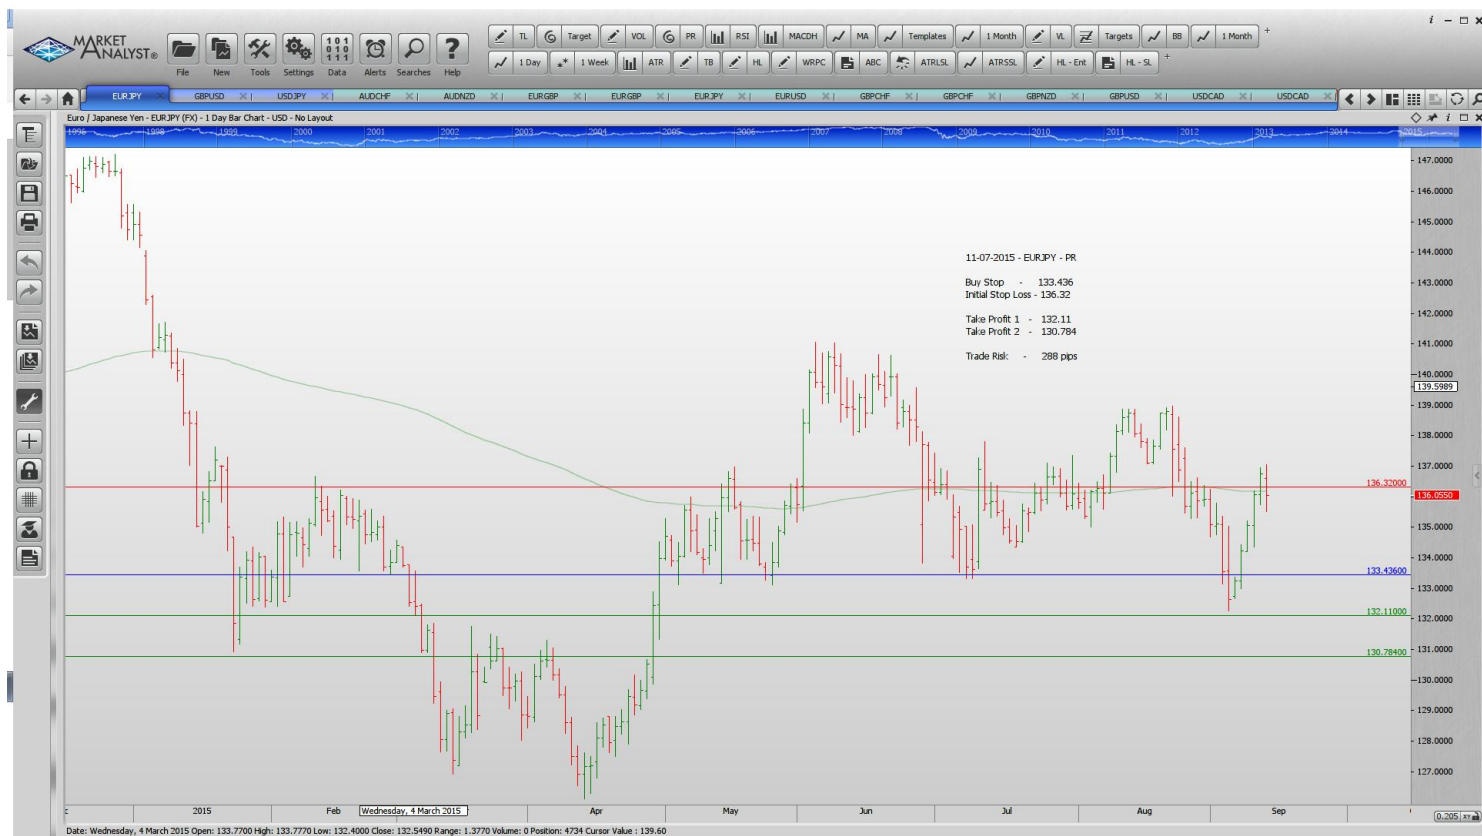 i
MARKET
ANALYST®
File
New
Tools
101
010
111
Settings
Data
Alerts
Searches
Help
TL
Target
VOL
PR
RSI
MACDH
MA
Templates
1 Month
VL
Targets
BB
1 Month
+
1 Day
1 Week
ATR
TB
HL
WRPC
ABC
ATRLSL
ATRSSL
HL - Ent
HL - SL
+
EURJPY
GBPUSD
USDJPY
AUDCHF
AUDNZD
EURGBP
EURGBP
EURJPY
EURUSD
GBPCHF
GBPCHF
GBPNZD
GBPUSD
USDCAD
USDCAD
Euro / Japanese Yen - EURJPY (FX) - 1 Day Bar Chart - USD - No Layout
1996 1998 1999 2000 2001 2002 2003 2004 2005 2006 2007 2008 2009 2010 2011 2012 2013 2014 2015
147.0000
146.0000
145.0000
144.0000
143.0000
142.0000
141.0000
140.0000
139.5989
139.0000
138.0000
137.0000
136.0550
135.0000
134.0000
133.0000
132.0000
131.0000
130.0000
129.0000
128.0000
127.0000
11-07-2015 - EURJPY - PR
Buy Stop - 133.436
Initial Stop Loss - 136.32
Take Profit 1 - 132.11
Take Profit 2 - 130.784
Trade Risk - 288 pips
136.32000
133.43600
132.11000
130.78400
2015 Feb Wednesday, 4 March 2015 Apr May Jun Jul Aug Sep
0.205
Date: Wednesday, 4 March 2015 Open: 133.7700 High: 133.7770 Low: 132.4000 Close: 132.5490 Range: 1.3770 Volume: 0 Position: 4734 Cursor Value : 139.60